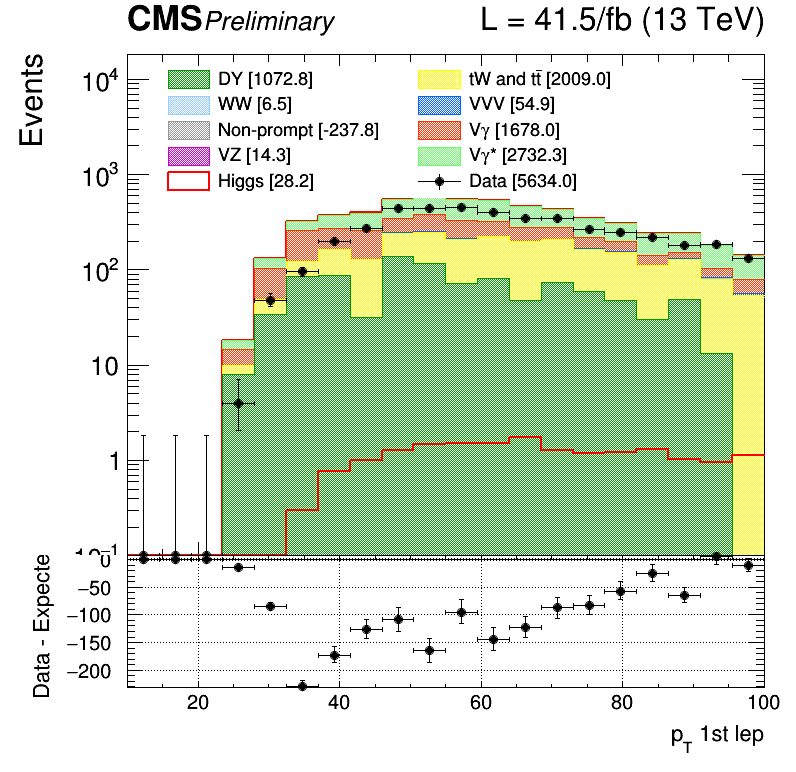 CMS Preliminary L = 41.5/fb (13 TeV)
Events
10⁴
10³
10²
10
1
DY [1072.8]
WW [6.5]
Non-prompt [-237.8]
VZ [14.3]
Higgs [28.2]
tW and tt̄ [2009.0]
VVV [54.9]
Vγ [1678.0]
Vγ* [2732.3]
Data [5634.0]
Data - Expecte
0
−50
−100
−150
−200
20 40 60 80 100
p_T 1st lep